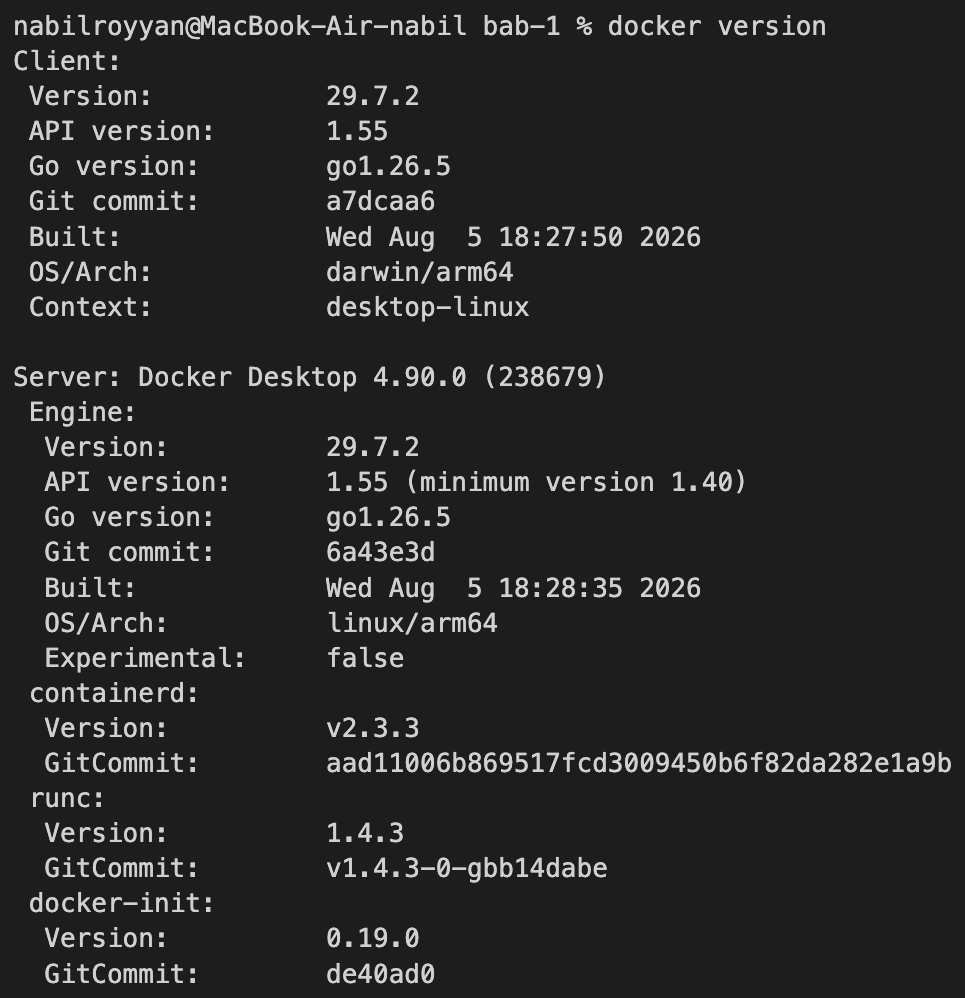 nabilroyyan@MacBook-Air-nabil bab-1 % docker version
Client:
 Version:           29.7.2
 API version:       1.55
 Go version:        go1.26.5
 Git commit:        a7dcaa6
 Built:             Wed Aug  5 18:27:50 2026
 OS/Arch:           darwin/arm64
 Context:           desktop-linux

Server: Docker Desktop 4.90.0 (238679)
 Engine:
  Version:          29.7.2
  API version:      1.55 (minimum version 1.40)
  Go version:       go1.26.5
  Git commit:       6a43e3d
  Built:            Wed Aug  5 18:28:35 2026
  OS/Arch:          linux/arm64
  Experimental:     false
 containerd:
  Version:          v2.3.3
  GitCommit:        aad11006b869517fcd3009450b6f82da282e1a9b
 runc:
  Version:          1.4.3
  GitCommit:        v1.4.3-0-gbb14dabe
 docker-init:
  Version:          0.19.0
  GitCommit:        de40ad0